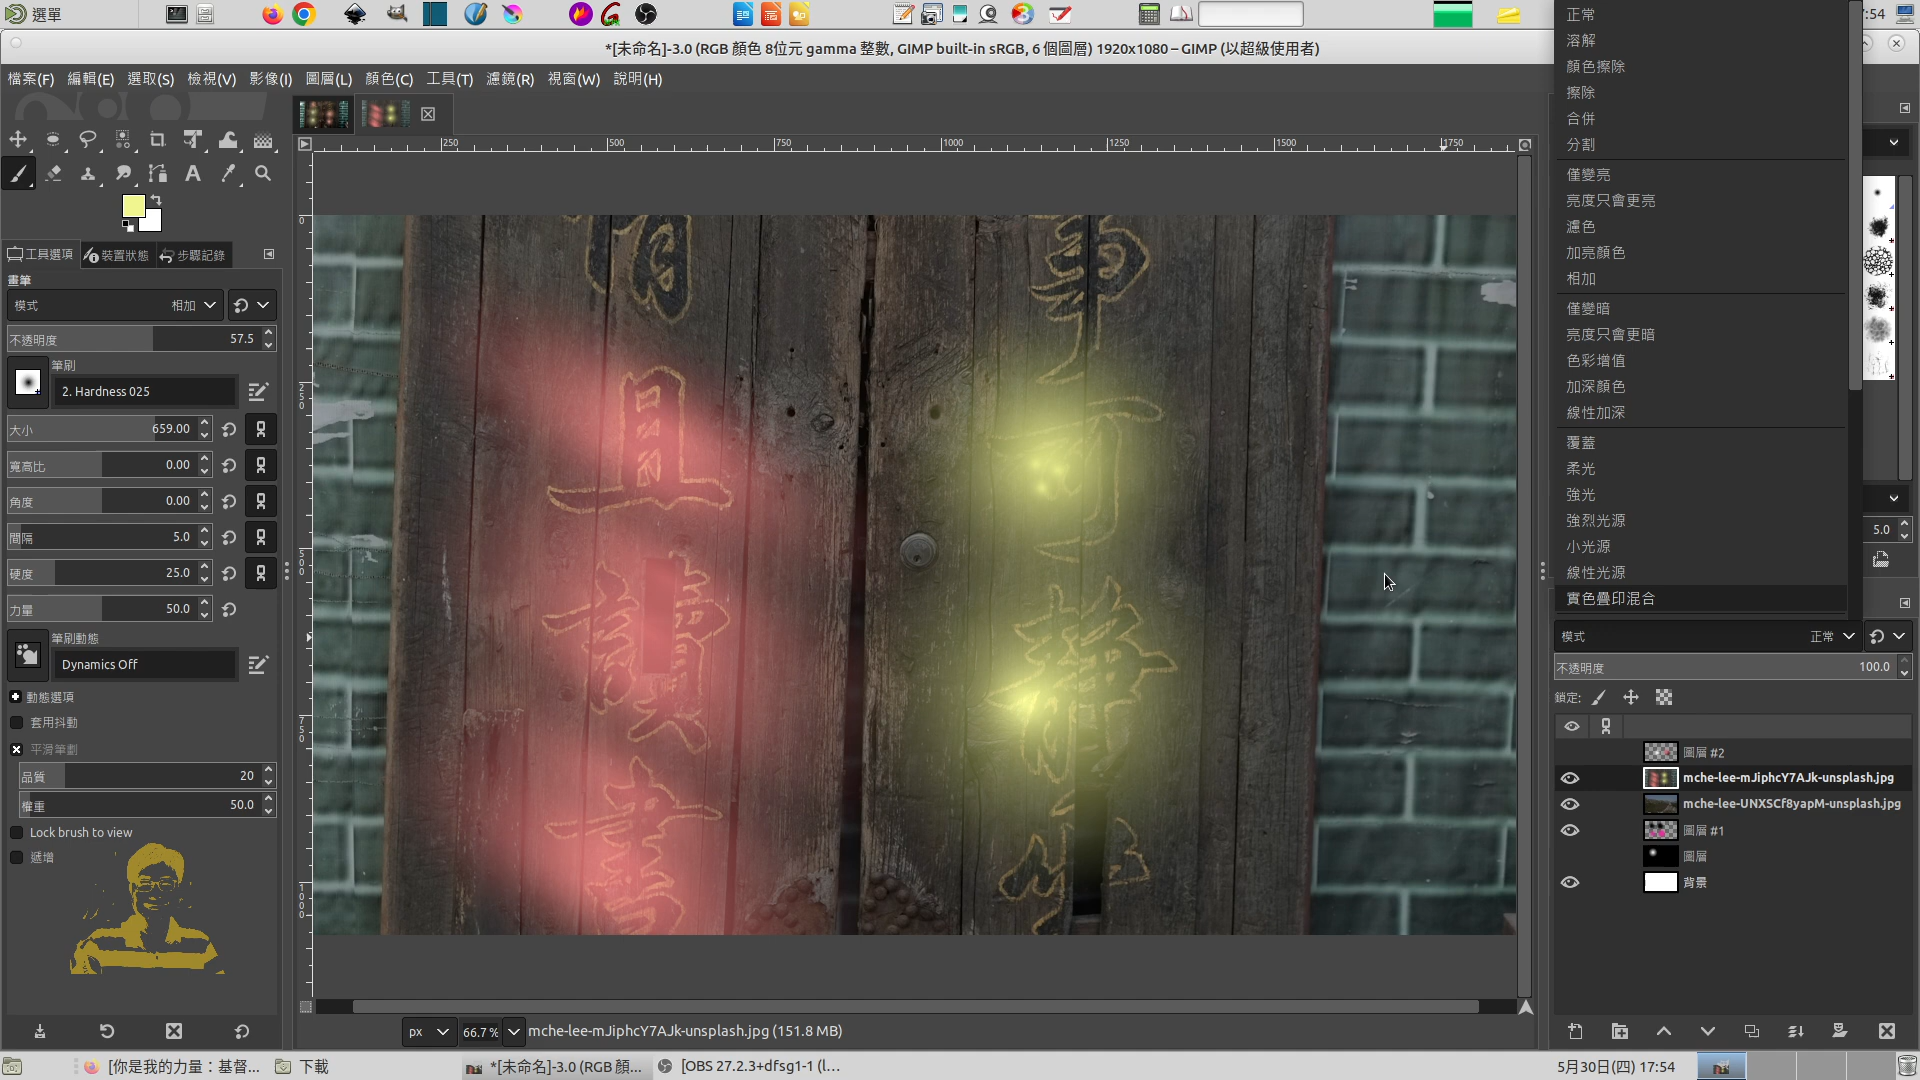 選單
*[未命名]-3.0 (RGB 顏色 8位元 gamma 整數, GIMP built-in sRGB, 6 個圖層) 1920x1080 – GIMP (以超級使用者)
:54
檔案(F) 編輯(E) 選取(S) 檢視(V) 影像(I) 圖層(L) 顏色(C) 工具(T) 濾鏡(R) 視窗(W) 說明(H)
250 500 750 1000 1250 1500 1750
0
250
500
750
1000
工具選項 裝置狀態 步驟記錄
畫筆
模式 相加
不透明度 57.5
筆刷
2. Hardness 025
大小 659.00
寬高比 0.00
角度 0.00
間隔 5.0
硬度 25.0
力量 50.0
筆刷動態
Dynamics Off
動態選項
套用抖動
平滑筆劃
品質 20
權重 50.0
Lock brush to view
遞增
且
讀
書
事
可
靜
坐
px 66.7 % mche-lee-mJiphcY7AJk-unsplash.jpg (151.8 MB)
正常
溶解
顏色擦除
擦除
合併
分割
僅變亮
亮度只會更亮
濾色
加亮顏色
相加
僅變暗
亮度只會更暗
色彩增值
加深顏色
線性加深
覆蓋
柔光
強光
強烈光源
小光源
線性光源
實色疊印混合
5.0
模式 正常
不透明度 100.0
鎖定:
圖層 #2
mche-lee-mJiphcY7AJk-unsplash.jpg
mche-lee-UNXSCf8yapM-unsplash.jpg
圖層 #1
圖層
背景
[你是我的力量：基督... 下載 *[未命名]-3.0 (RGB 顏... [OBS 27.2.3+dfsg1-1 (l... 5月30日(四) 17:54